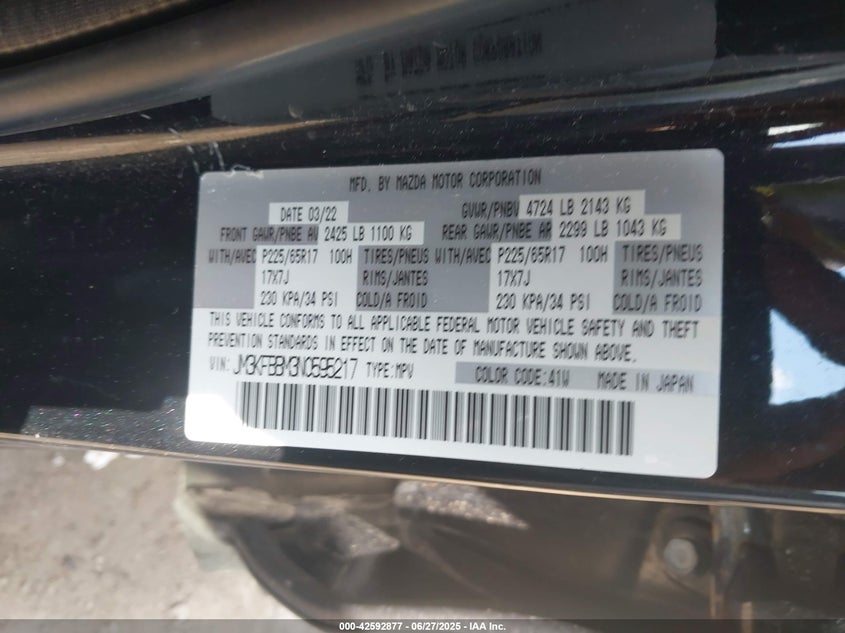 MFD. BY MAZDA MOTOR CORPORATION
DATE 03/22 GVWR/PNBV 4724 LB 2143 KG
FRONT GAWR/PNBE AV 2425 LB 1100 KG REAR GAWR/PNBE AR 2299 LB 1043 KG
WITH/AVEC P225/65R17 100H TIRES/PNEUS WITH/AVEC P225/65R17 100H TIRES/PNEUS
17X7J RIMS/JANTES 17X7J RIMS/JANTES
230 KPA/34 PSI COLD/A FROID 230 KPA/34 PSI COLD/A FROID
THIS VEHICLE CONFORMS TO ALL APPLICABLE FEDERAL MOTOR VEHICLE SAFETY AND THEFT
PREVENTION STANDARDS IN EFFECT ON THE DATE OF MANUFACTURE SHOWN ABOVE.
VIN: JM3KFBBM3N0595217 TYPE:MPV COLOR CODE:41W MADE IN JAPAN
000-42592877 | 06/27/2025 - IAA Inc.